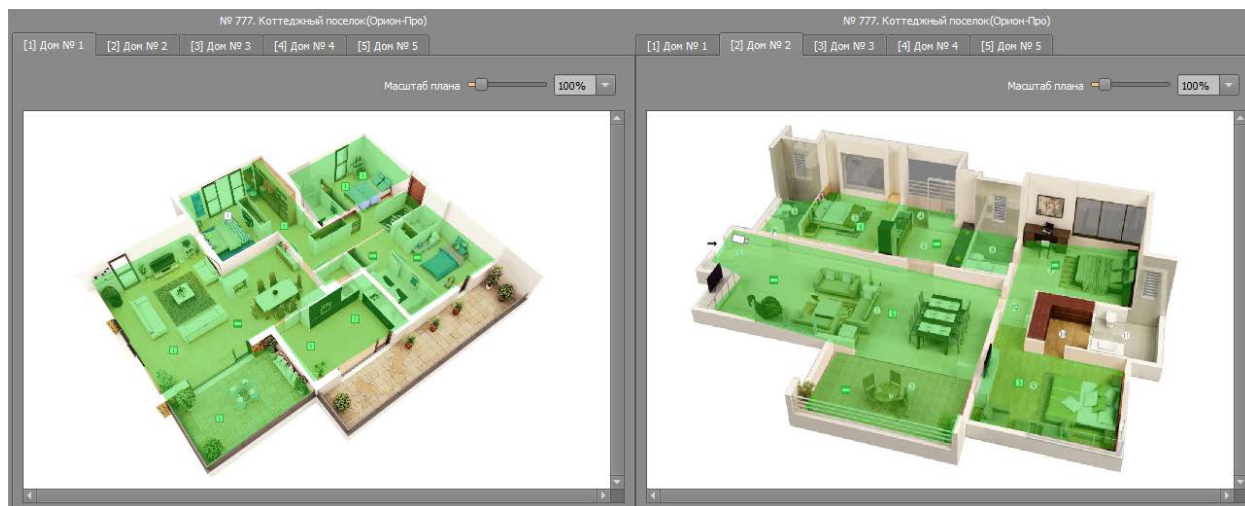 № 777. Коттеджный поселок(Орион-Про)
[1] Дом № 1 [2] Дом № 2 [3] Дом № 3 [4] Дом № 4 [5] Дом № 5
Масштаб плана 100%
№ 777. Коттеджный поселок(Орион-Про)
[1] Дом № 1 [2] Дом № 2 [3] Дом № 3 [4] Дом № 4 [5] Дом № 5
Масштаб плана 100%